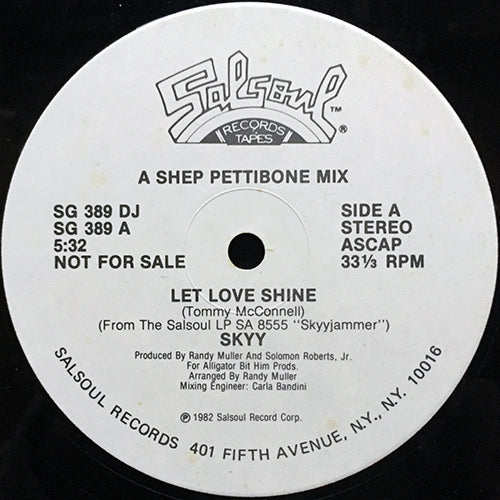 Salsoul ™
RECORDS & TAPES ®
A SHEP PETTIBONE MIX
SG 389 DJ
SG 389 A
5:32
NOT FOR SALE
SIDE A
STEREO
ASCAP
33⅓ RPM
LET LOVE SHINE
(Tommy McConnell)
(From The Salsoul LP SA 8555 "Skyyjammer")
SKYY
Produced By Randy Muller and Solomon Roberts, Jr.
For Alligator Bit Him Prods.
Arranged By Randy Muller
Mixing Engineer: Carla Bandini
℗ 1982 Salsoul Record Corp.
SALSOUL RECORDS 401 FIFTH AVENUE, N.Y., N.Y. 10016